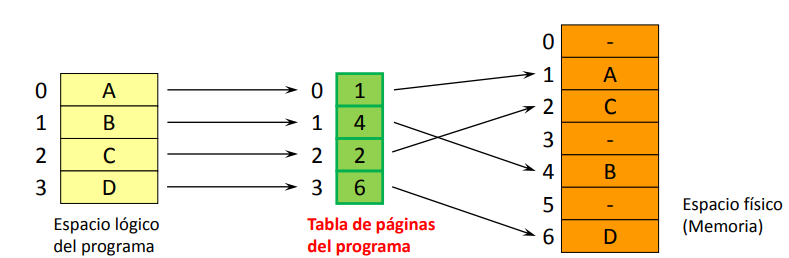 0 A
1 B
2 C
3 D
Espacio lógico
del programa
0 1
1 4
2 2
3 6
Tabla de páginas
del programa
0 -
1 A
2 C
3 -
4 B
5 -
6 D
Espacio físico
(Memoria)